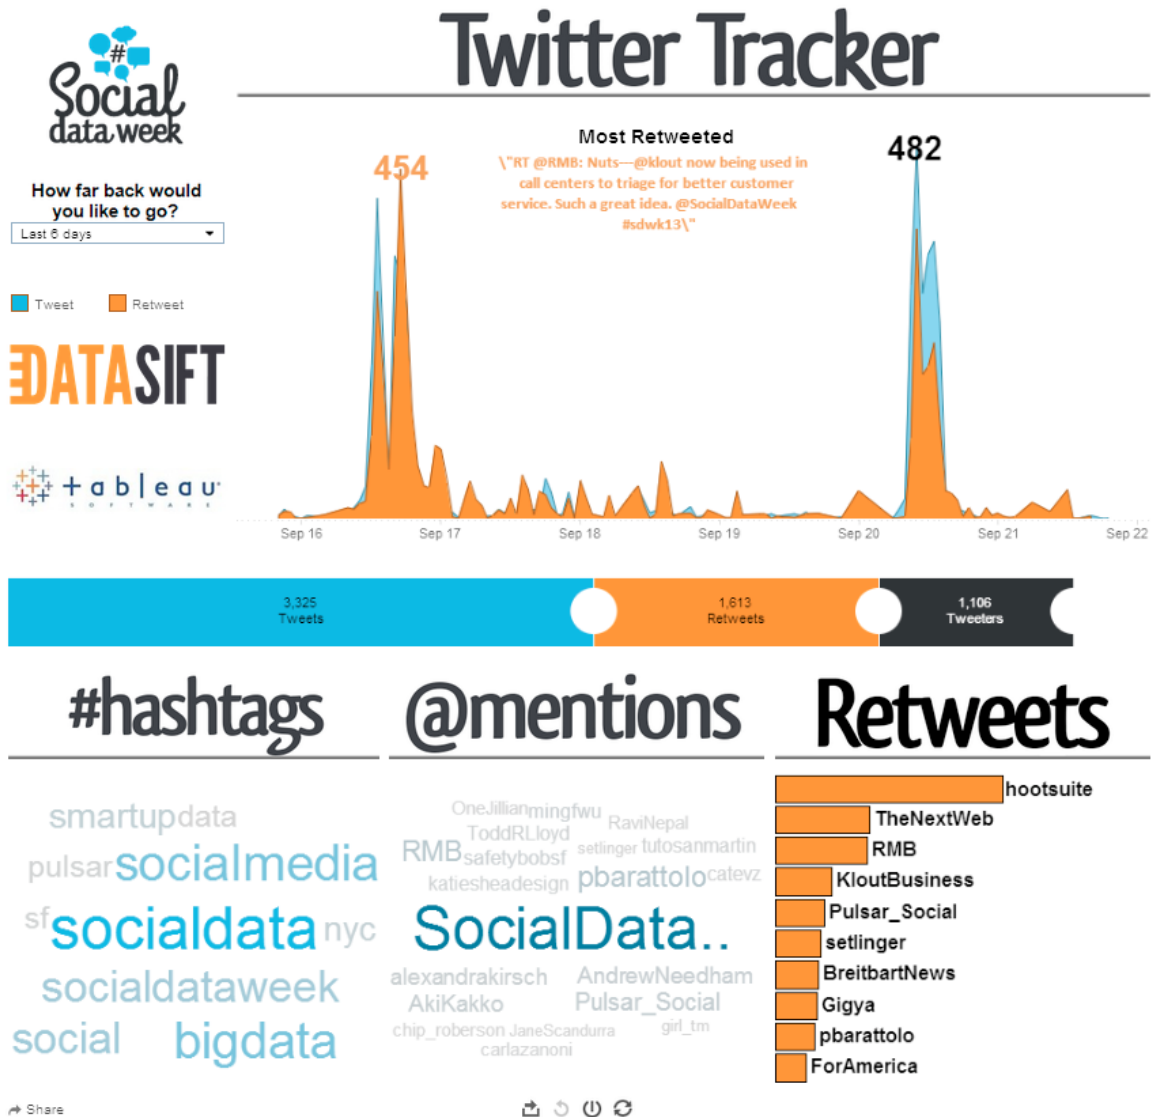 #
Social
data week
Twitter Tracker
How far back would
you like to go?
Last 6 days
Tweet
Retweet
DATASIFT
+ableau
SOFTWARE
Most Retweeted
\"RT @RMB: Nuts—@klout now being used in
call centers to triage for better customer
service. Such a great idea. @SocialDataWeek
#sdwk13\"
454
482
Sep 16
Sep 17
Sep 18
Sep 19
Sep 20
Sep 21
Sep 22
3,325
Tweets
1,613
Retweets
1,106
Tweeters
#hashtags
smartupdata
pulsar socialmedia
sf socialdata nyc
socialdataweek
social bigdata
@mentions
OneJillian mingfwu
RaviNepal
ToddRLloyd
RMB safetybobsf setlinger tutosanmartin
katiesheadesign pbarattolo catevz
SocialData..
alexandrakirsch AndrewNeedham
AkiKakko Pulsar_Social
chip_roberson JaneScandurra girl_tm
carlazanoni
Retweets
hootsuite
TheNextWeb
RMB
KloutBusiness
Pulsar_Social
setlinger
BreitbartNews
Gigya
pbarattolo
ForAmerica
Share